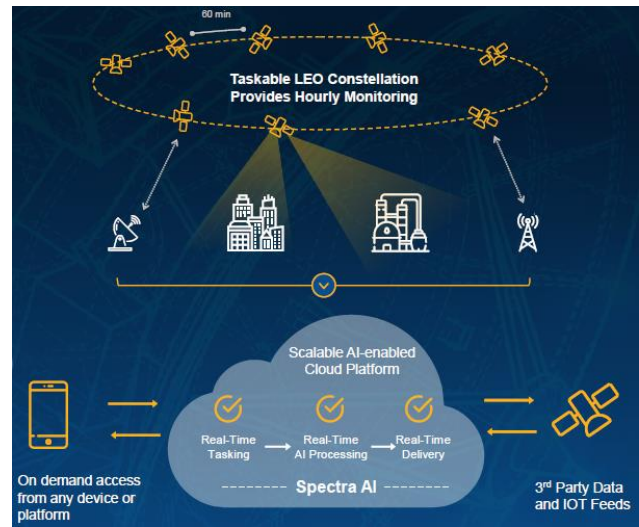 60 min
Taskable LEO Constellation
Provides Hourly Monitoring
Scalable AI-enabled
Cloud Platform
Real-Time
Tasking
Real-Time
AI Processing
Real-Time
Delivery
Spectra AI
On demand access
from any device or
platform
3rd Party Data
and IOT Feeds